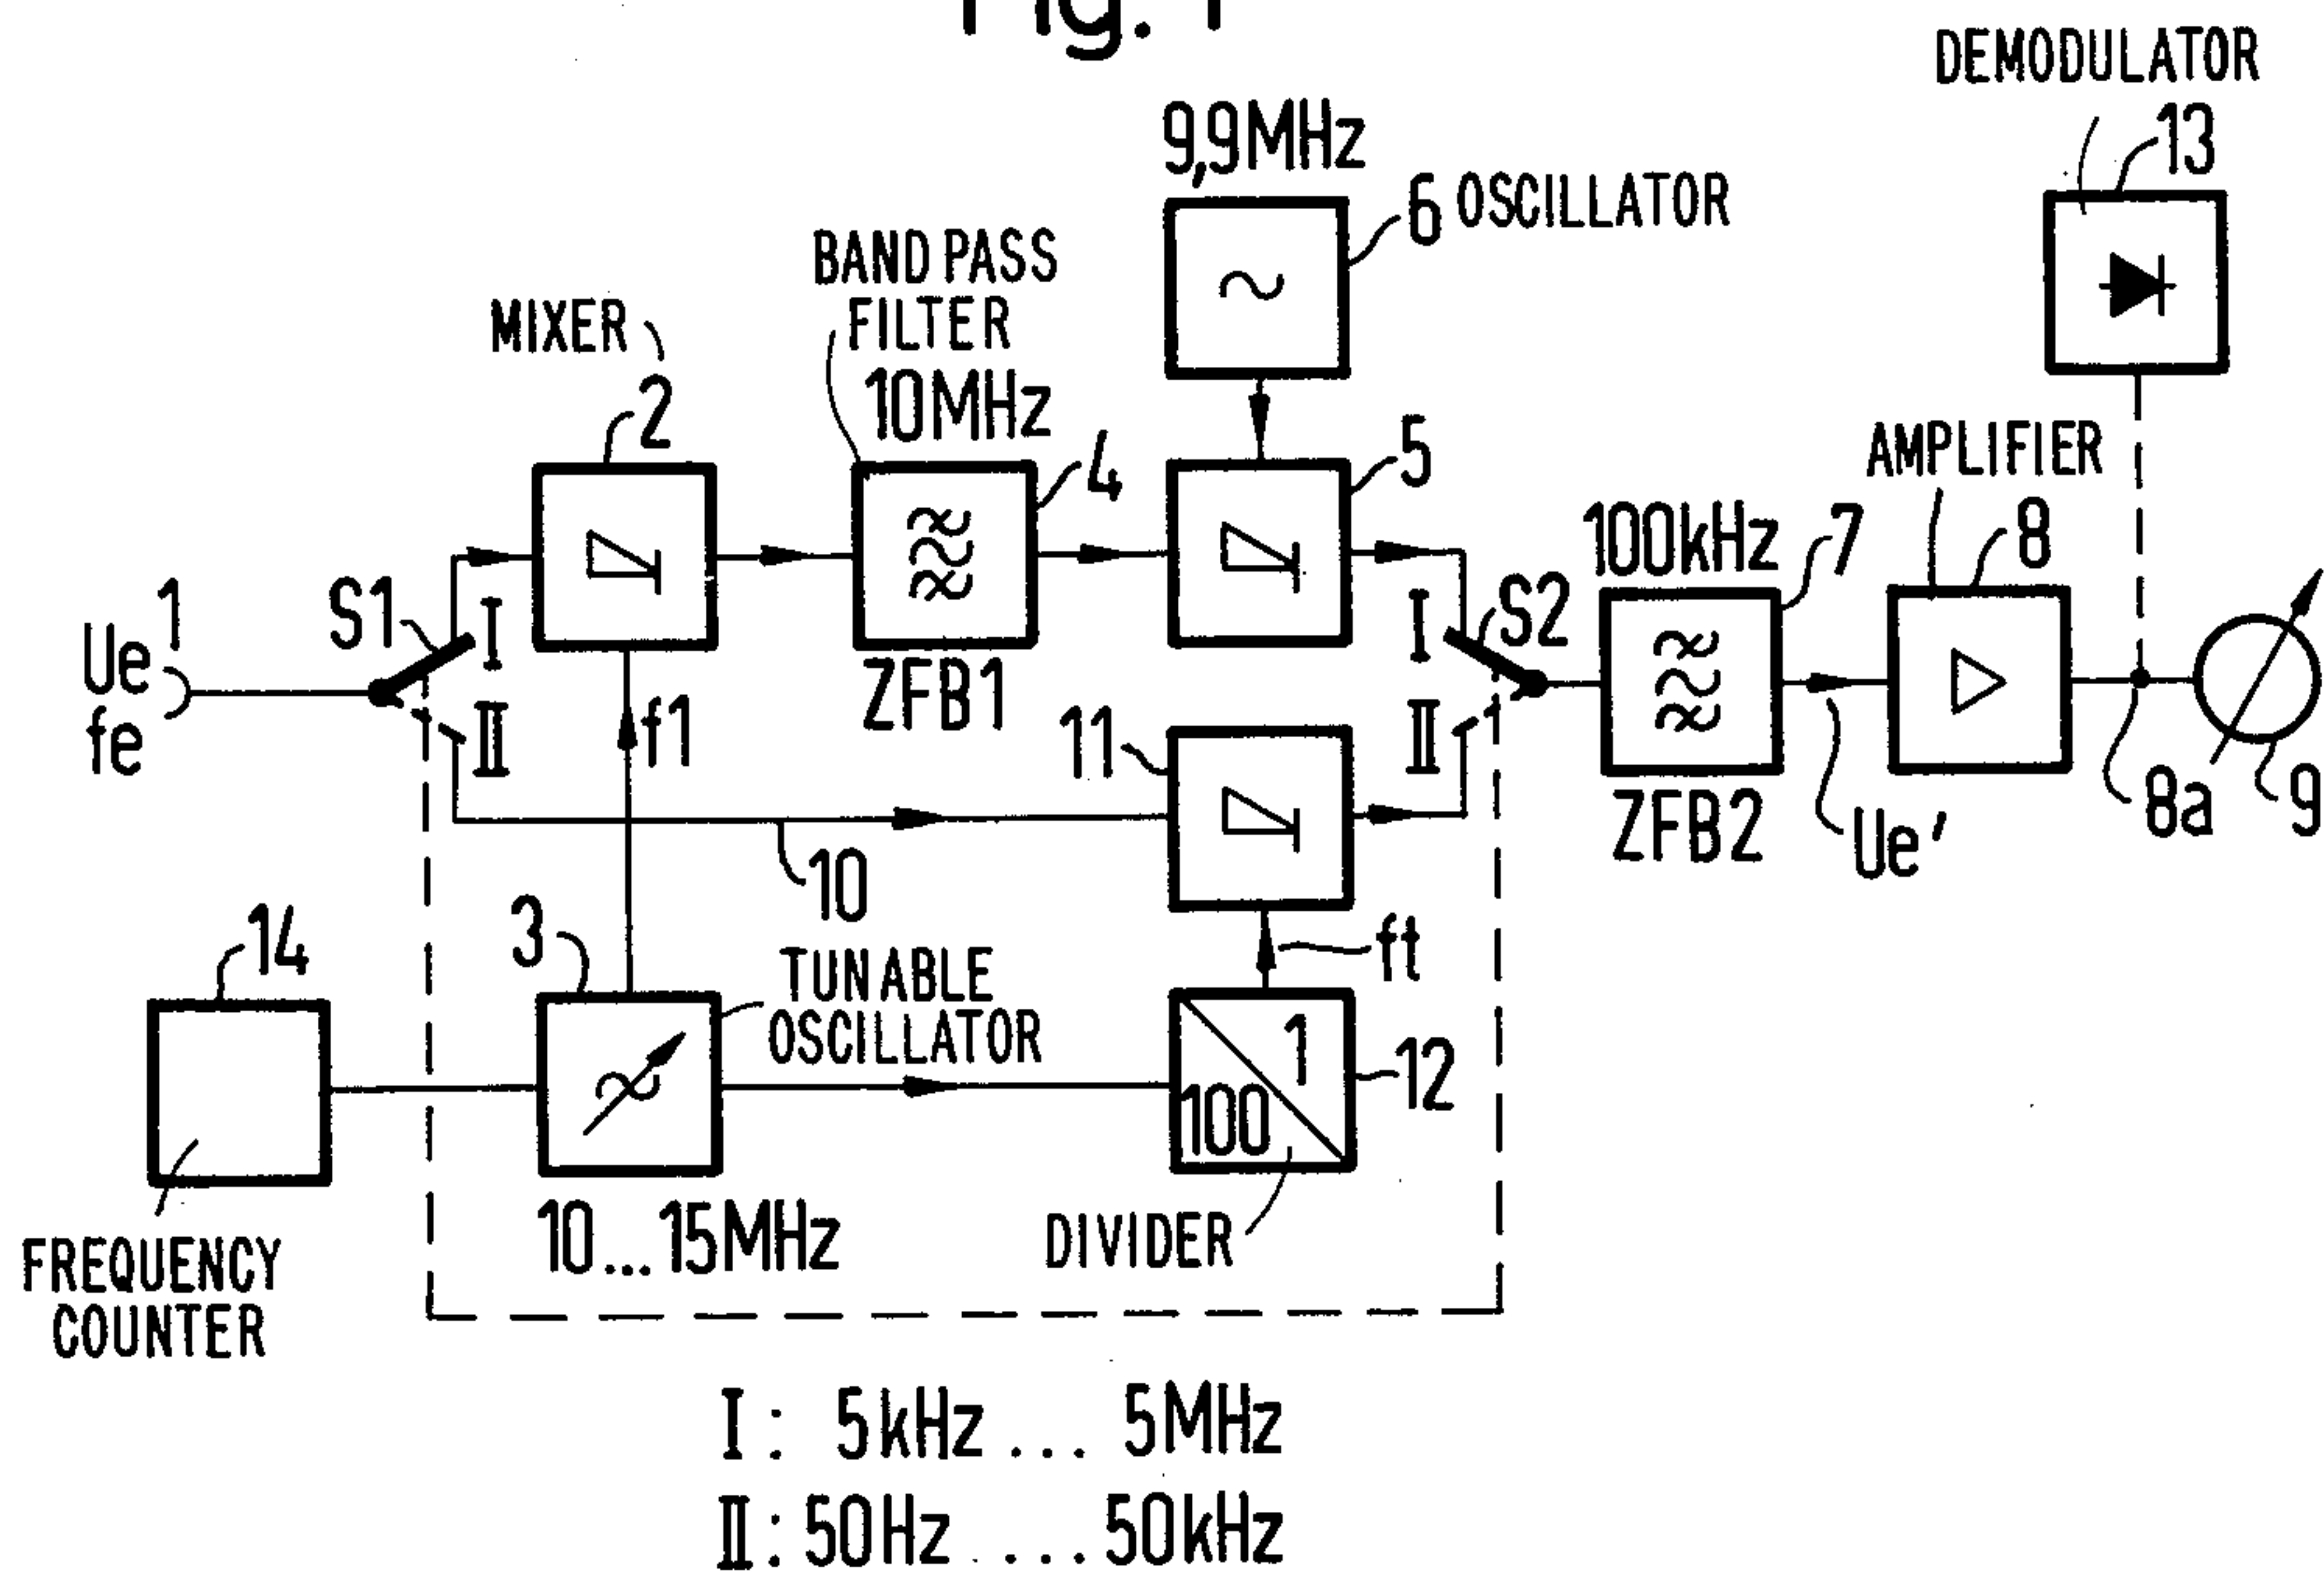 Fig. 1
DEMODULATOR
13
9,9MHz
6 OSCILLATOR
BAND PASS
FILTER
10MHz
MIXER
2
4
5
AMPLIFIER
8
100kHz
7
1
Ue
fe
S1
I
II
f1
ZFB1
11
I
II
S2
ZFB2
Ue'
8a
9
10
14
3
TUNABLE
OSCILLATOR
ft
1
100
12
10...15MHz
DIVIDER
FREQUENCY
COUNTER
I: 5kHz ... 5MHz
II: 50Hz .... 50kHz